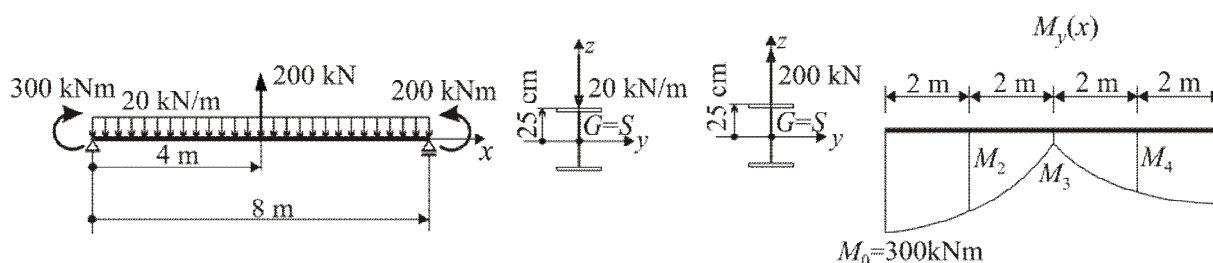 300 kNm
20 kN/m
200 kN
200 kNm
x
4 m
8 m
z
20 kN/m
25 cm
G=S
y
z
200 kN
25 cm
G=S
y
M_y(x)
2 m 2 m 2 m 2 m
M_2
M_3
M_4
M_0=300kNm